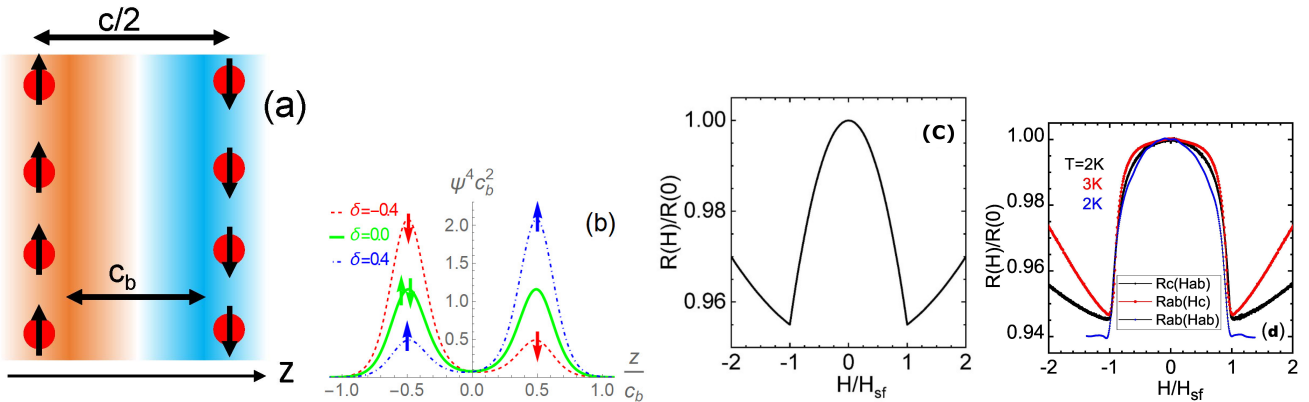 c/2
(a)
c_b
z
ψ⁴c_b²
δ=−0.4
δ=0.0
δ=0.4
(b)
2.0
1.5
1.0
0.5
−1.0 −0.5 0.0 0.5 1.0
z
c_b
(C)
R(H)/R(0)
1.00
0.98
0.96
-2 -1 0 1 2
H/H_sf
R(H)/R(0)
1.00
0.98
0.96
0.94
T=2K
3K
2K
Rc(Hab)
Rab(Hc)
Rab(Hab)
(d)
-2 -1 0 1 2
H/H_sf